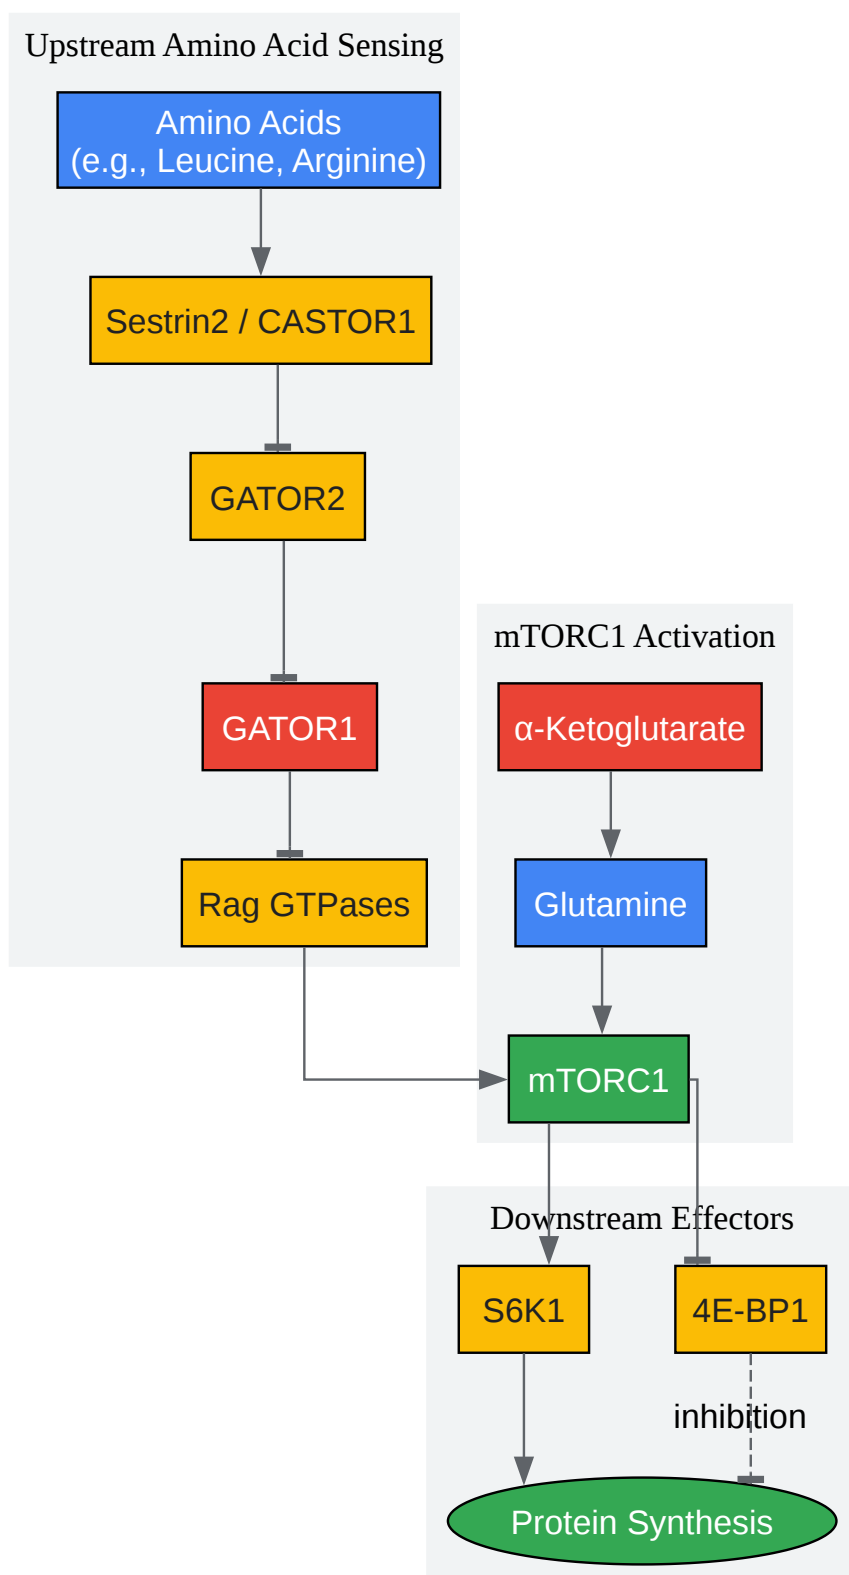 Upstream Amino Acid Sensing
Amino Acids
(e.g., Leucine, Arginine)
Sestrin2 / CASTOR1
GATOR2
GATOR1
Rag GTPases
mTORC1 Activation
α-Ketoglutarate
Glutamine
mTORC1
Downstream Effectors
S6K1
4E-BP1
inhibition
Protein Synthesis